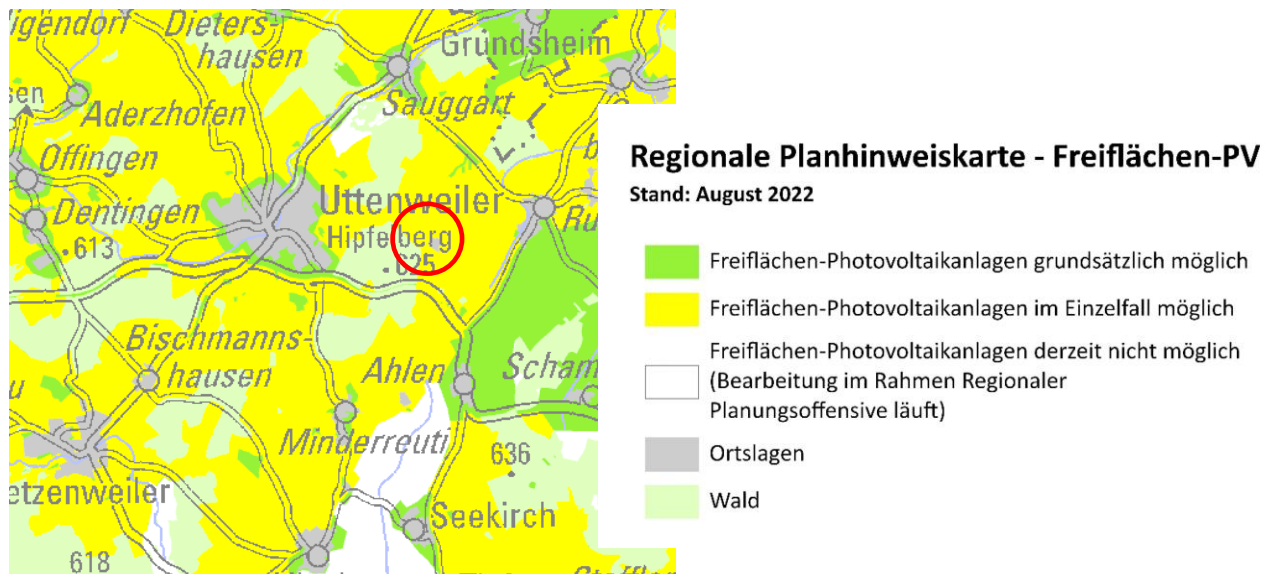 igendorf
Dieters-
hausen
Grundsheim
sen
Aderzhofen
Sauggart
Offingen
b
Uttenweiler
Dentingen
Ru
Hipfelberg
613
625
Bischmanns-
hausen
Ahlen
Scham
u
Minderreuti
636
etzenweiler
Seekirch
618
Regionale Planhinweiskarte - Freiflächen-PV
Stand: August 2022
Freiflächen-Photovoltaikanlagen grundsätzlich möglich
Freiflächen-Photovoltaikanlagen im Einzelfall möglich
Freiflächen-Photovoltaikanlagen derzeit nicht möglich
(Bearbeitung im Rahmen Regionaler
Planungsoffensive läuft)
Ortslagen
Wald